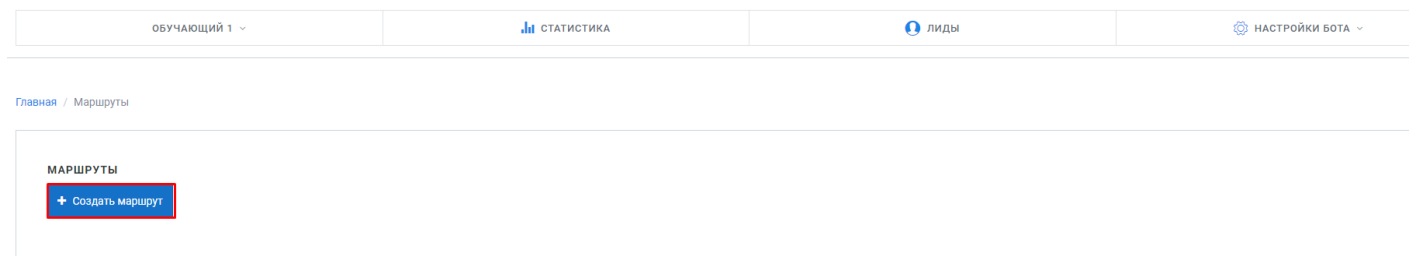 ОБУЧАЮЩИЙ 1 СТАТИСТИКА ЛИДЫ НАСТРОЙКИ БОТА
Главная / Маршруты
МАРШРУТЫ
+ Создать маршрут